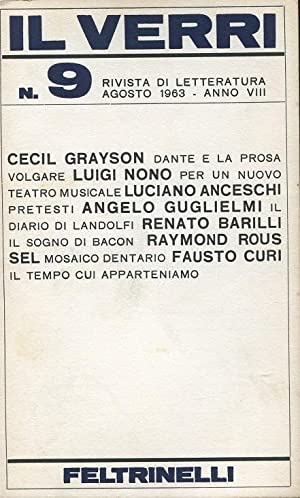 IL VERRI
N. 9 RIVISTA DI LETTERATURA
AGOSTO 1963 - ANNO VIII
CECIL GRAYSON DANTE E LA PROSA
VOLGARE LUIGI NONO PER UN NUOVO
TEATRO MUSICALE LUCIANO ANCESCHI
PRETESTI ANGELO GUGLIELMI IL
DIARIO DI LANDOLFI RENATO BARILLI
IL SOGNO DI BACON RAYMOND ROUS
SEL MOSAICO DENTARIO FAUSTO CURI
IL TEMPO CUI APPARTENIAMO
FELTRINELLI